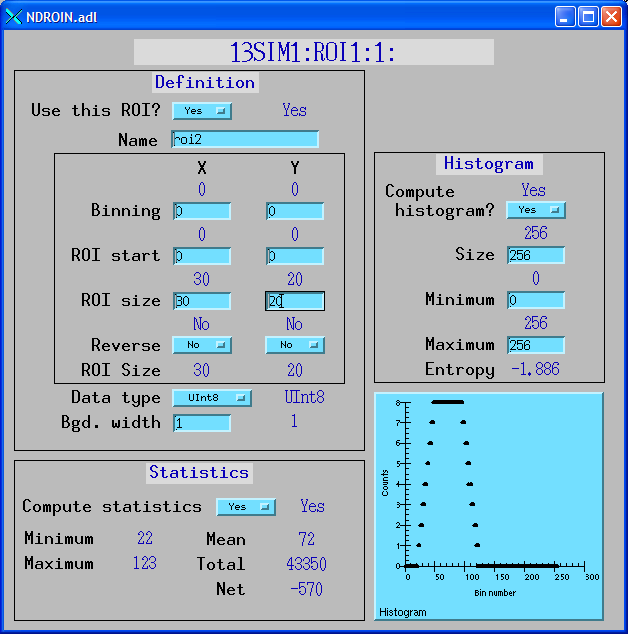 NDROIN.adl
13SIM1:ROI1:1:
Definition
Use this ROI? Yes Yes
Name roi2
X Y
0 0
Binning 0 0
0 0
ROI start 0 0
30 20
ROI size 30 20
No No
Reverse No No
ROI Size 30 20
Data type UInt8 UInt8
Bgd. width 1 1
Histogram
Compute Yes
histogram? Yes
256
Size 256
0
Minimum 0
256
Maximum 256
Entropy -1.886
Statistics
Compute statistics Yes Yes
Minimum 22 Mean 72
Maximum 123 Total 43350
Net -570
8
7
6
5
4
3
2
1
0
Counts
0 50 100 150 200 250 300
Bin number
Histogram